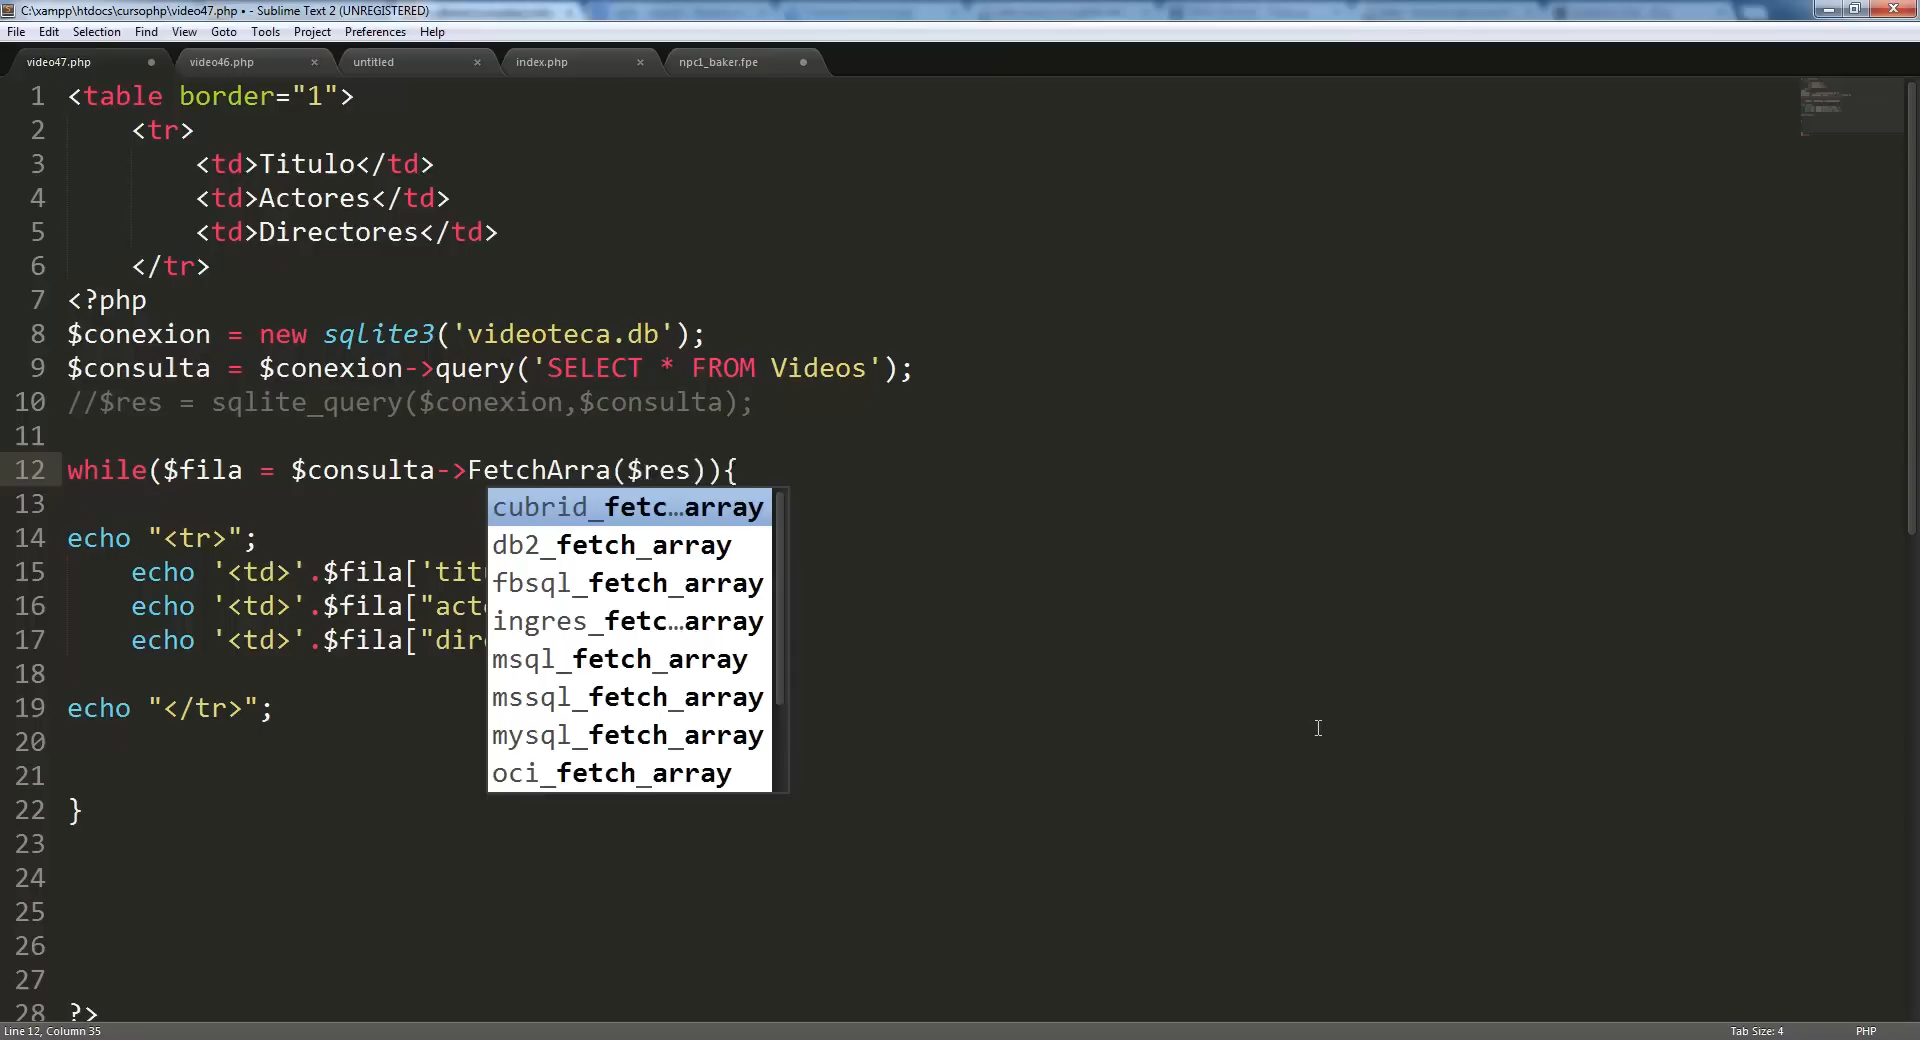 C:\xampp\htdocs\cursophp\video47.php • - Sublime Text 2 (UNREGISTERED)
File Edit Selection Find View Goto Tools Project Preferences Help
video47.php video46.php untitled index.php npc1_baker.fpe
1 <table border="1">
2 <tr>
3 <td>Titulo</td>
4 <td>Actores</td>
5 <td>Directores</td>
6 </tr>
7 <?php
8 $conexion = new sqlite3('videoteca.db');
9 $consulta = $conexion->query('SELECT * FROM Videos');
10 //$res = sqlite_query($conexion,$consulta);
11
12 while($fila = $consulta->FetchArra($res)){
13
cubrid_fetc…array
db2_fetch_array
fbsql_fetch_array
ingres_fetc…array
msql_fetch_array
mssql_fetch_array
mysql_fetch_array
oci_fetch_array
14 echo "<tr>";
15 echo '<td>'.$fila['tit
16 echo '<td>'.$fila["act
17 echo '<td>'.$fila["dir
18
19 echo "</tr>";
20
21
22 }
23
24
25
26
27
28 ?>
Line 12, Column 35
Tab Size: 4
PHP